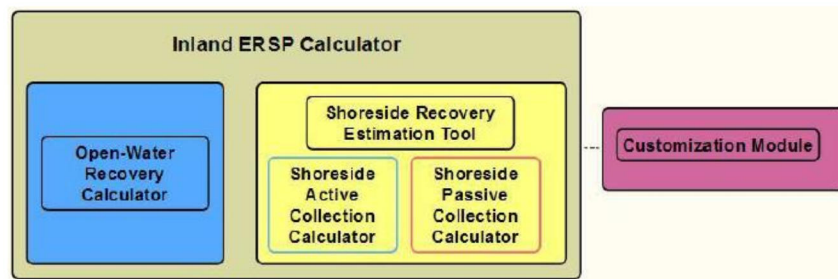 Inland ERSP Calculator
Open-Water
Recovery
Calculator
Shoreside Recovery
Estimation Tool
Shoreside
Active
Collection
Calculator
Shoreside
Passive
Collection
Calculator
Customization Module